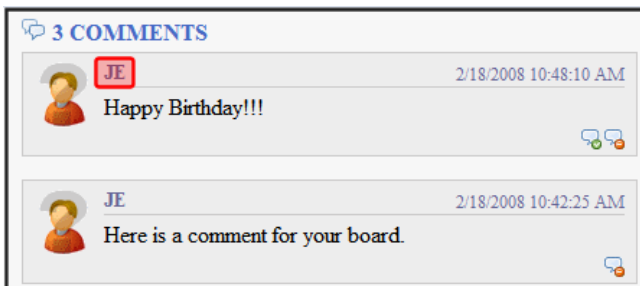 3 COMMENTS
JE 2/18/2008 10:48:10 AM
Happy Birthday!!!
JE 2/18/2008 10:42:25 AM
Here is a comment for your board.